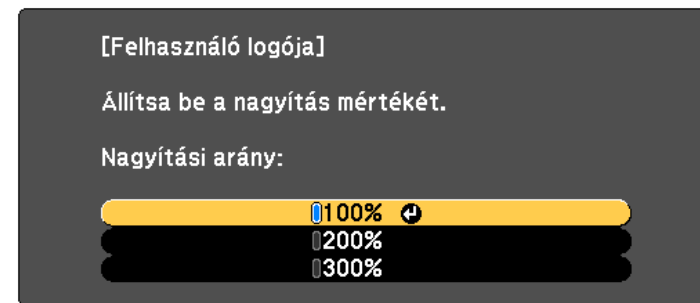 [Felhasználó logója]
Állítsa be a nagyítás mértékét.
Nagyítási arány:
100%
200%
300%